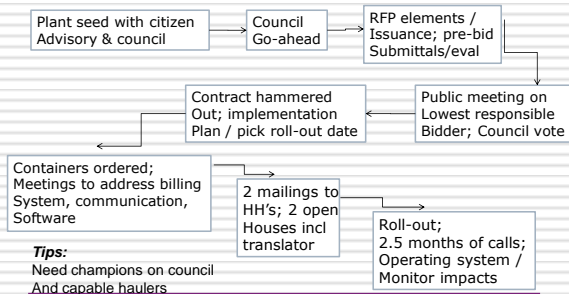 Plant seed with citizen
Advisory & council
Council
Go-ahead
RFP elements /
Issuance; pre-bid
Submittals/eval
Public meeting on
Lowest responsible
Bidder; Council vote
Contract hammered
Out; implementation
Plan / pick roll-out date
Containers ordered;
Meetings to address billing
System, communication,
Software
2 mailings to
HH's; 2 open
Houses incl
translator
Roll-out;
2.5 months of calls;
Operating system /
Monitor impacts
Tips:
Need champions on council
And capable haulers